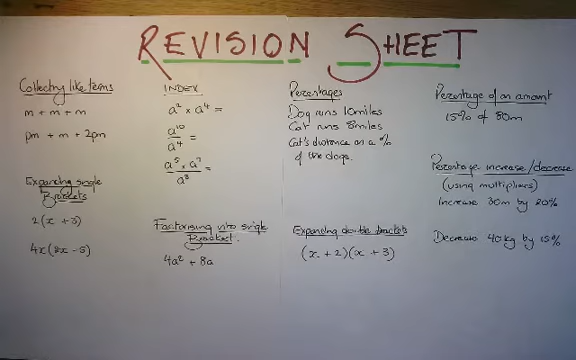 REVISION SHEET
Collecting like terms
m + m + m
pm + m + 2pm
Expanding single
Brackets
2(x + 3)
4x(2x - 5)
INDEX
a² × a⁴ =
a¹⁰
a⁴ =
a⁵ × a⁷
a³ =
Factorising into single
Bracket.
4a² + 8a
Percentages
Dog runs 10miles
Cat runs 8miles
Cat's distance as a %
of the dogs.
Expanding double brackets
(x + 2)(x + 3)
Percentage of an amount
15% of 80m
Percentage increase/decrease
(using multipliers)
Increase 30m by 20%
Decrease 40kg by 15%